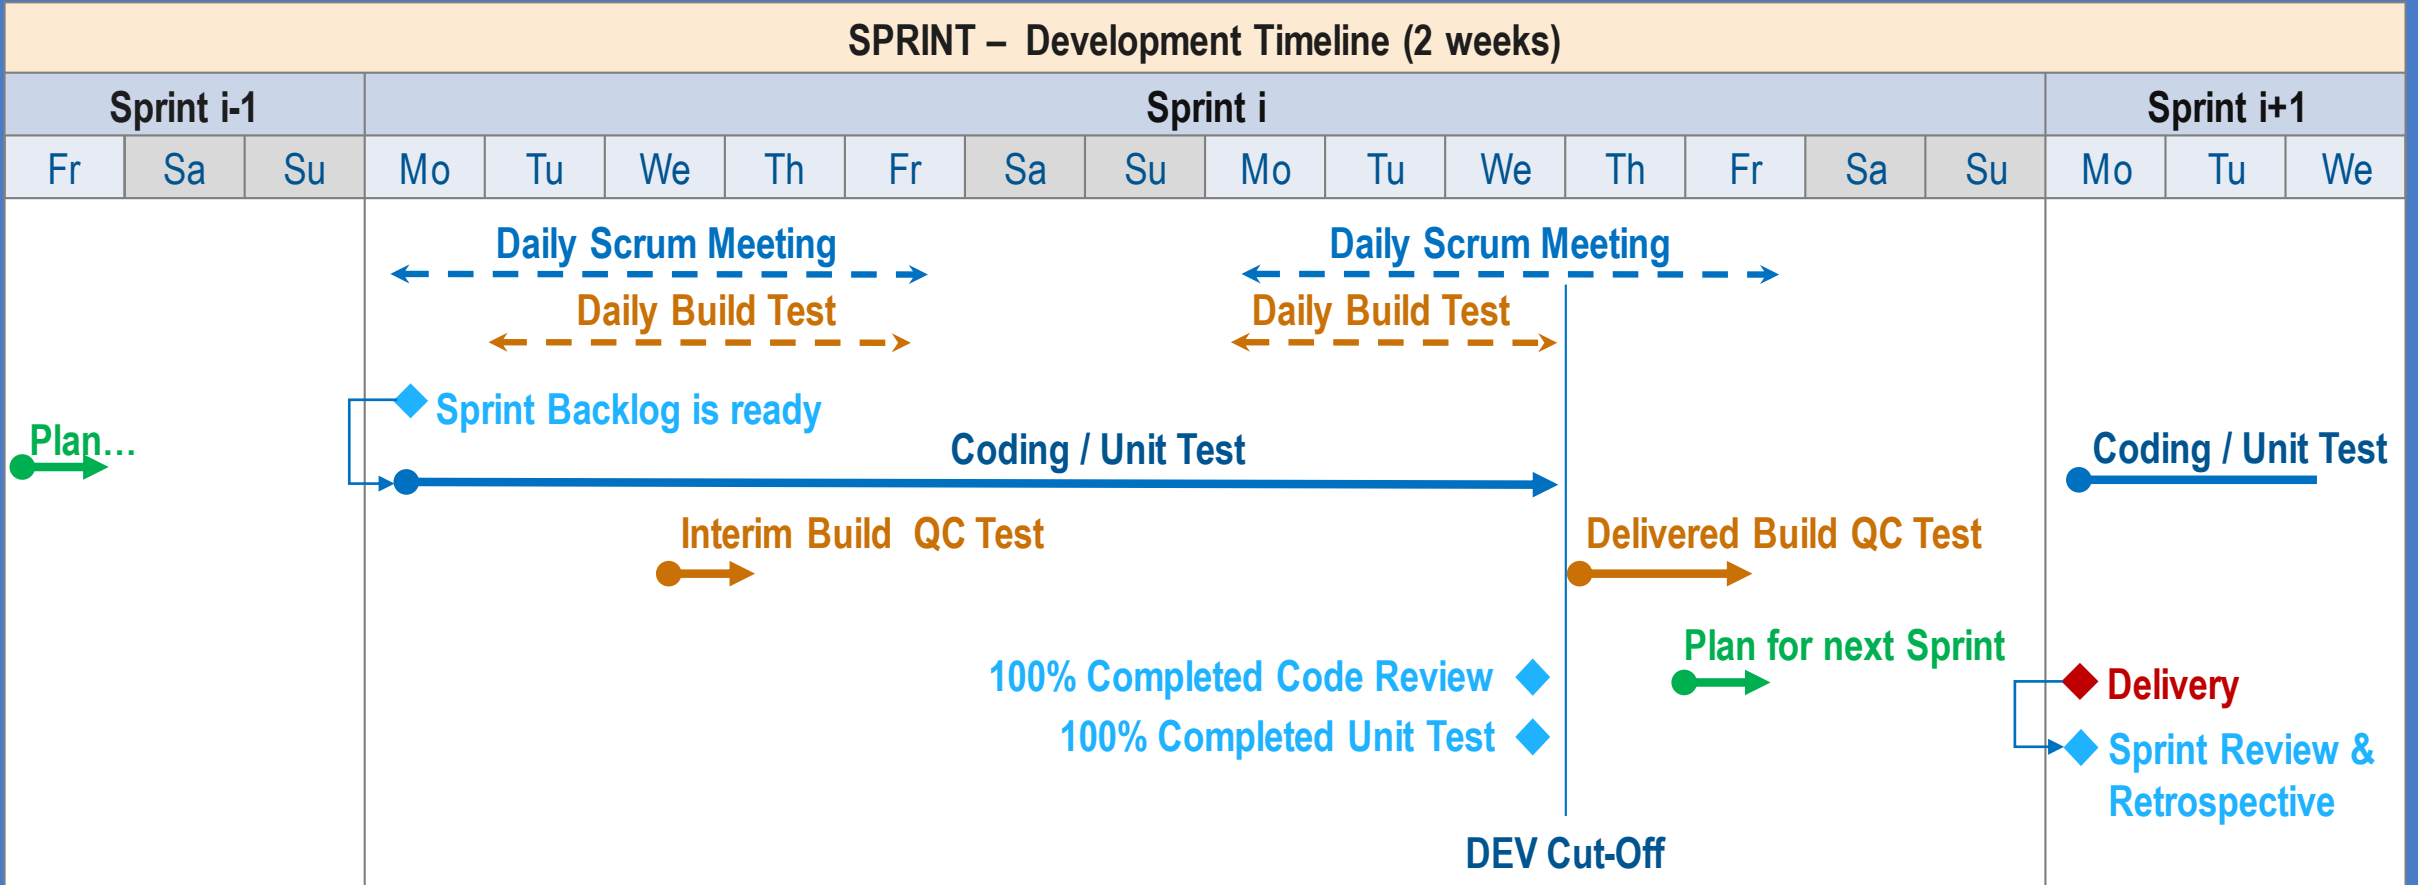 SPRINT – Development Timeline (2 weeks)
Sprint i-1 Sprint i Sprint i+1
Fr Sa Su Mo Tu We Th Fr Sa Su Mo Tu We Th Fr Sa Su Mo Tu We
Daily Scrum Meeting Daily Scrum Meeting
Daily Build Test Daily Build Test
Sprint Backlog is ready
Plan...
Coding / Unit Test Coding / Unit Test
Interim Build QC Test Delivered Build QC Test
Plan for next Sprint
100% Completed Code Review Delivery
100% Completed Unit Test Sprint Review &
Retrospective
DEV Cut-Off